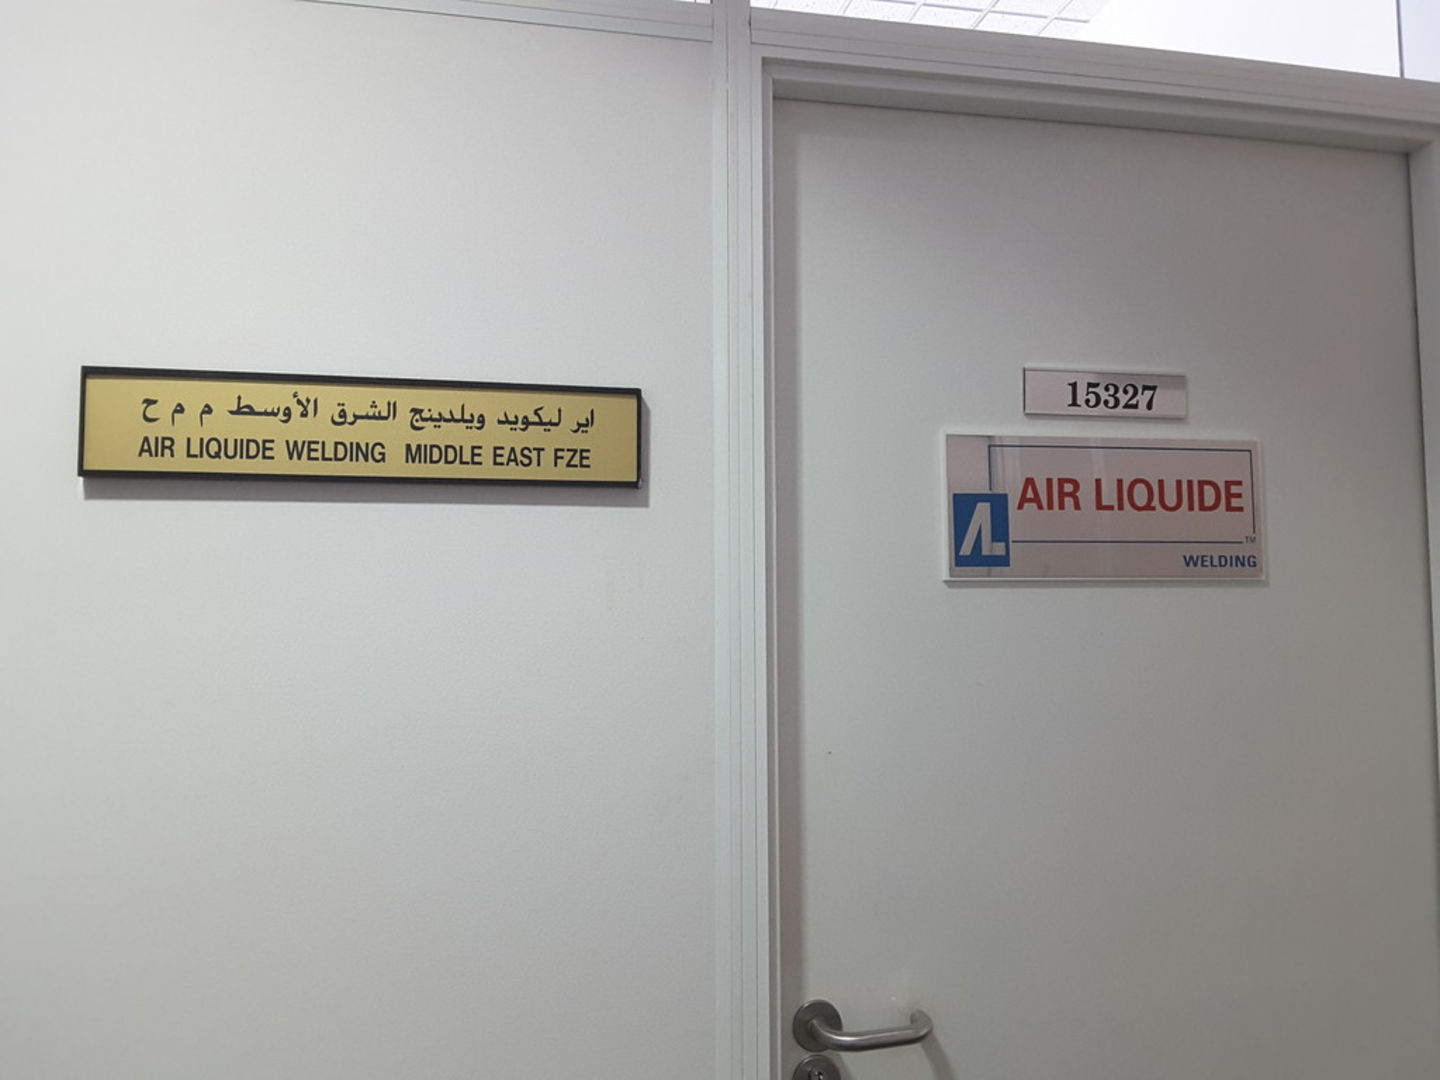 اير ليكويد ويلدينج الشرق الأوسط م م ح
AIR LIQUIDE WELDING MIDDLE EAST FZE
15327
AL AIR LIQUIDE
TM
WELDING